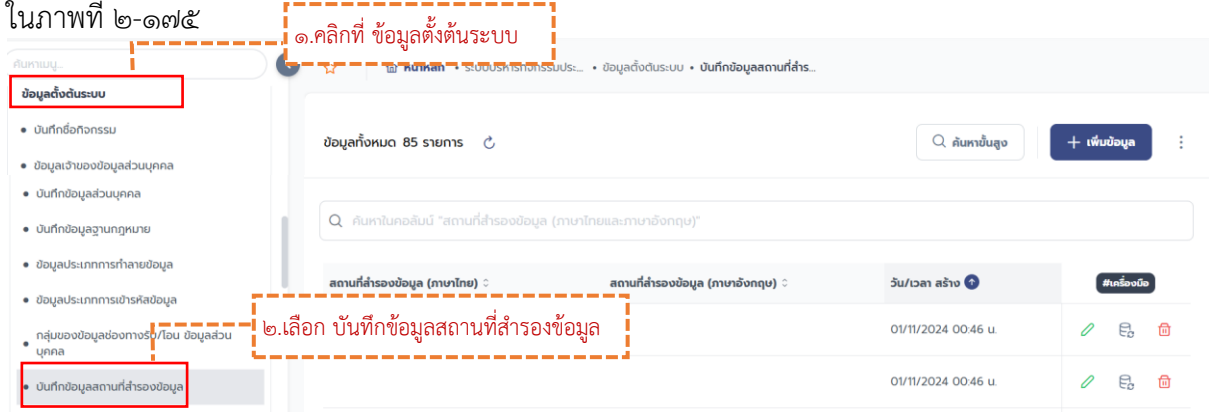 ในภาพที่ ๒-๑๗๕
๑.คลิกที่ ข้อมูลตั้งต้นระบบ
ค้นหาเมนู..
หน้าหลัก • ระบบบริหารกิจกรรมประ... • ข้อมูลตั้งต้นระบบ • บันทึกข้อมูลสถานที่สำร...
ข้อมูลตั้งต้นระบบ
• บันทึกชื่อกิจกรรม
• ข้อมูลเจ้าของข้อมูลส่วนบุคคล
• บันทึกข้อมูลส่วนบุคคล
• บันทึกข้อมูลฐานกฎหมาย
• ข้อมูลประเภทการทำลายข้อมูล
• ข้อมูลประเภทการเข้ารหัสข้อมูล
• กลุ่มของข้อมูลช่องทางรับ/โอน ข้อมูลส่วน
บุคคล
• บันทึกข้อมูลสถานที่สำรองข้อมูล
ข้อมูลทั้งหมด 85 รายการ
ค้นหาขั้นสูง
+ เพิ่มข้อมูล
ค้นหาในคอลัมน์ "สถานที่สำรองข้อมูล (ภาษาไทยและภาษาอังกฤษ)"
สถานที่สำรองข้อมูล (ภาษาไทย) สถานที่สำรองข้อมูล (ภาษาอังกฤษ) วัน/เวลา สร้าง #เครื่องมือ
๒.เลือก บันทึกข้อมูลสถานที่สำรองข้อมูล
01/11/2024 00:46 น.
01/11/2024 00:46 น.